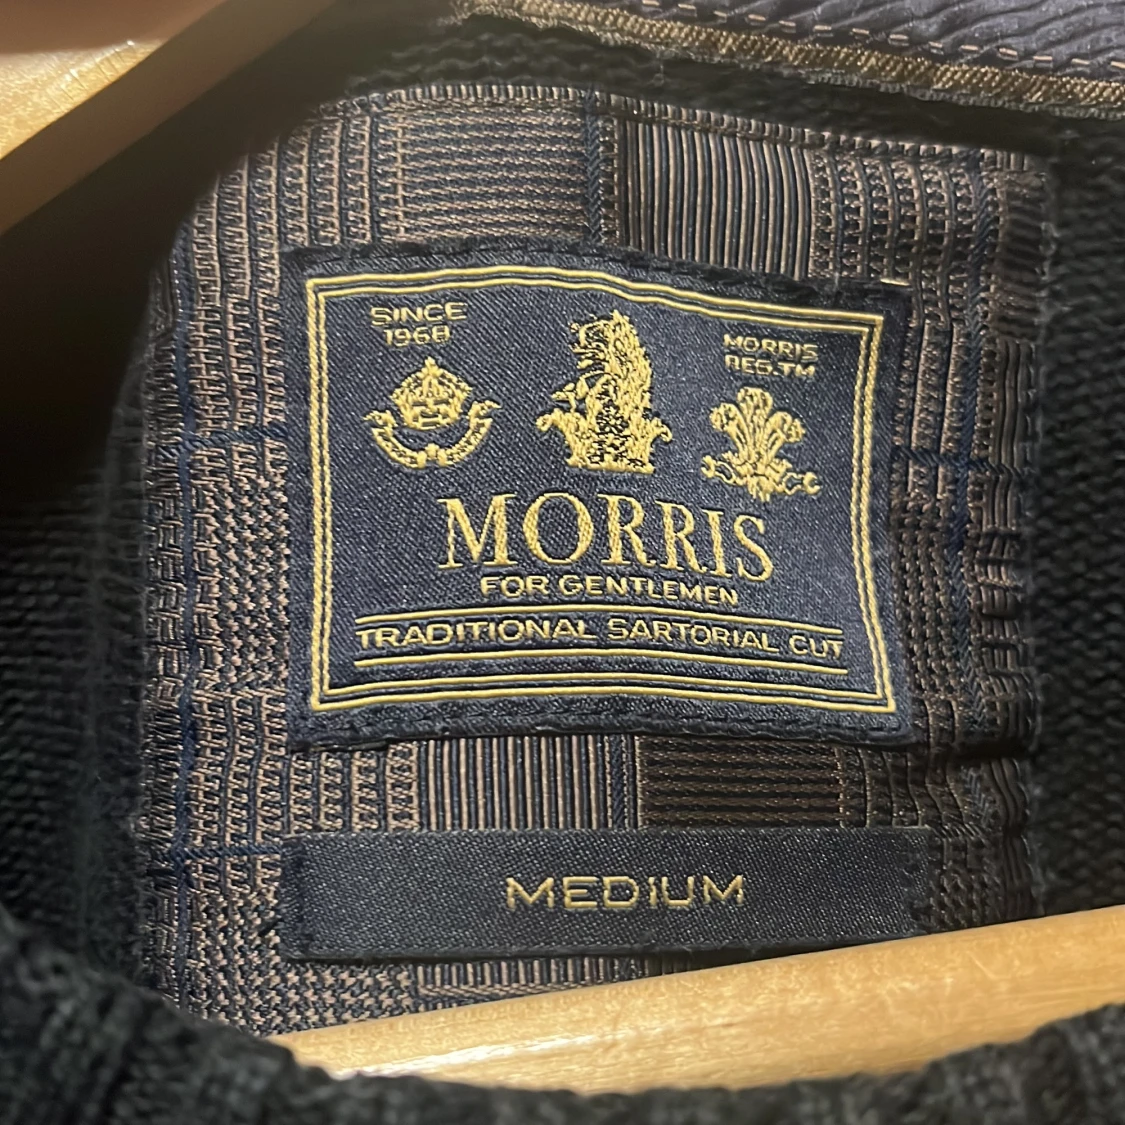 SINCE
1968
MORRIS
REG.TM
MORRIS
FOR GENTLEMEN
TRADITIONAL SARTORIAL CUT
MEDIUM